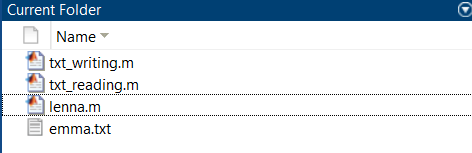 Current Folder
Name
txt_writing.m
txt_reading.m
lenna.m
emma.txt